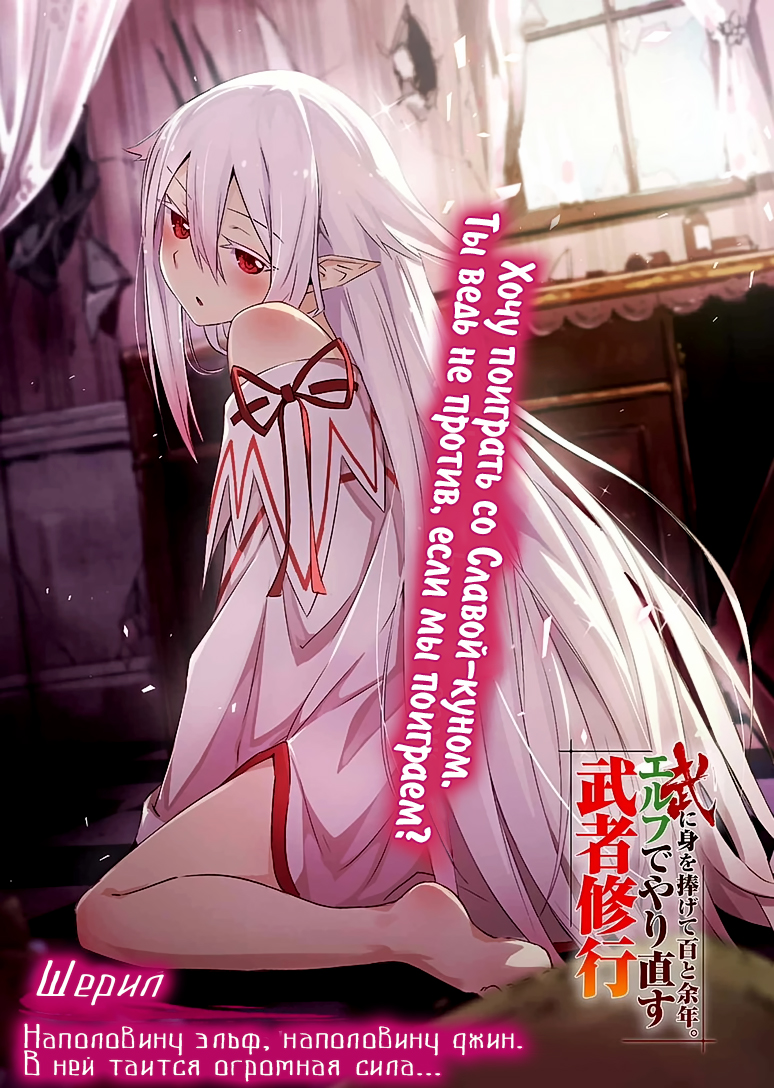 Хочу поиграть со Славой-куном.
Ты ведь не против, если мы поиграем?
武に身を捧げて百と余年。
エルフでやり直す
武者修行
Шерил
Наполовину эльф, наполовину джин.
В ней таится огромная сила...